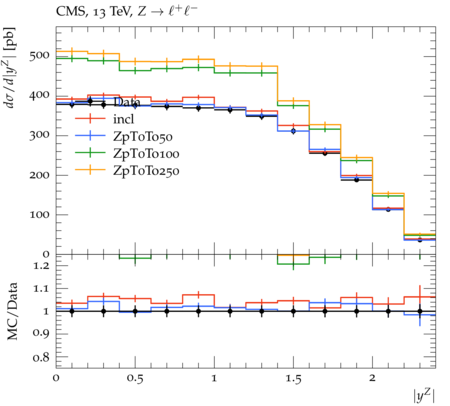 CMS, 13 TeV, Z → ℓ⁺ℓ⁻
dσ/d|y^Z| [pb]
500
400
Data
incl
300
ZpToTo50
ZpToTo100
200
ZpToTo250
100
0
MC/Data
1.2
1.1
1
0.9
0.8
0 0.5 1 1.5 2
|y^Z|